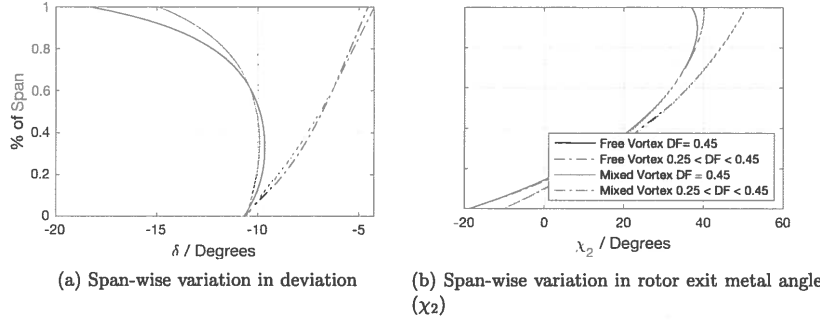 1
0.8
0.6
0.4
0.2
0
% of Span
-20
-15
-10
-5
δ / Degrees
(a) Span-wise variation in deviation
Free Vortex DF= 0.45
Free Vortex 0.25 < DF < 0.45
Mixed Vortex DF = 0.45
Mixed Vortex 0.25 < DF < 0.45
-20
0
20
40
60
χ2 / Degrees
(b) Span-wise variation in rotor exit metal angle
(χ2)